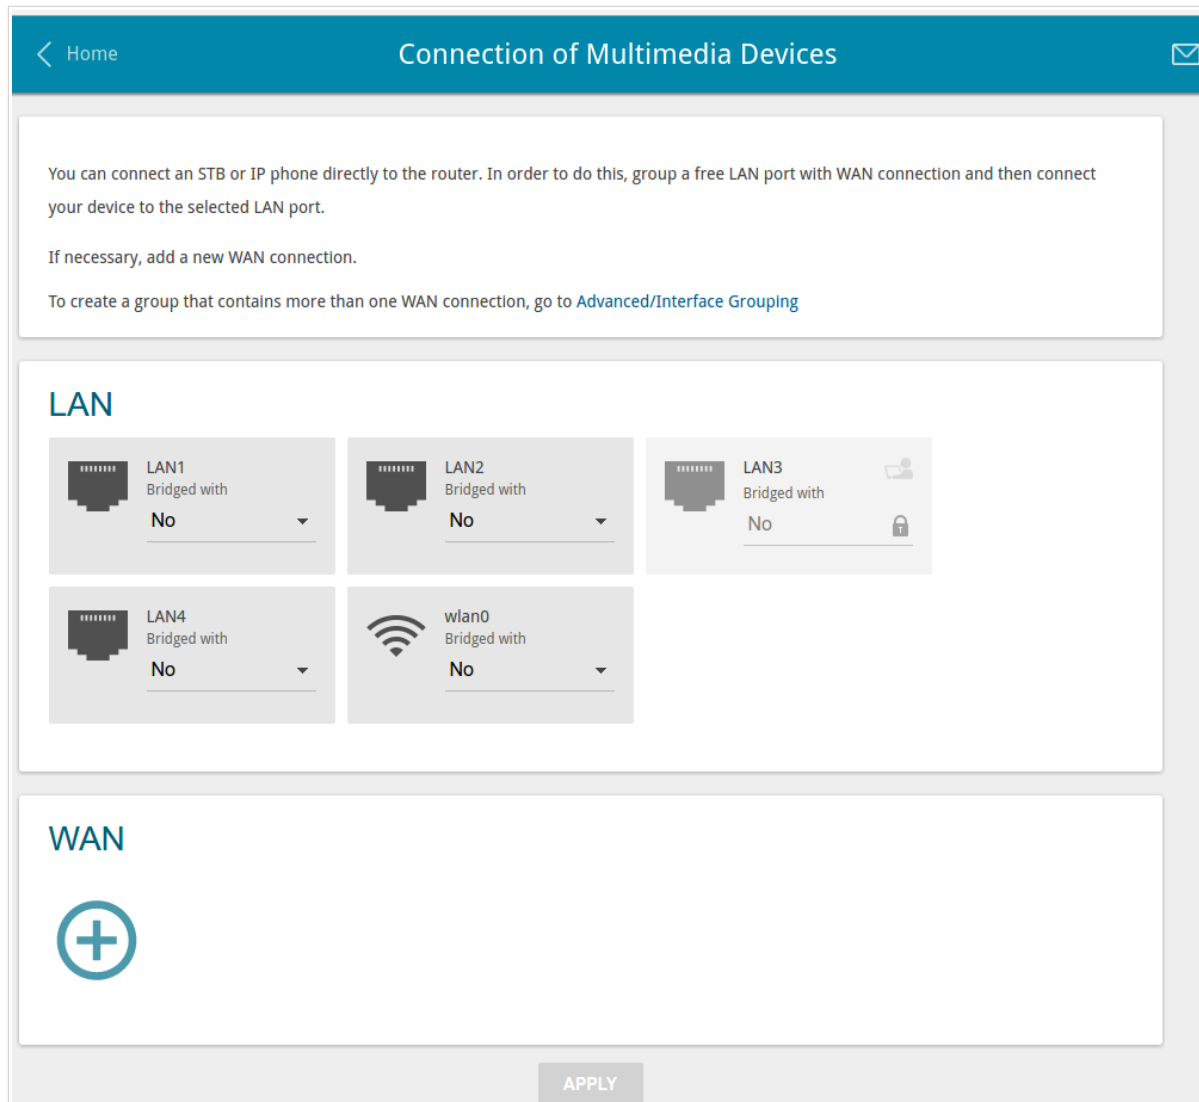 Home
Connection of Multimedia Devices
You can connect an STB or IP phone directly to the router. In order to do this, group a free LAN port with WAN connection and then connect
your device to the selected LAN port.
If necessary, add a new WAN connection.
To create a group that contains more than one WAN connection, go to Advanced/Interface Grouping
LAN
LAN1
Bridged with
No
LAN2
Bridged with
No
LAN3
Bridged with
No
LAN4
Bridged with
No
wlan0
Bridged with
No
WAN
APPLY